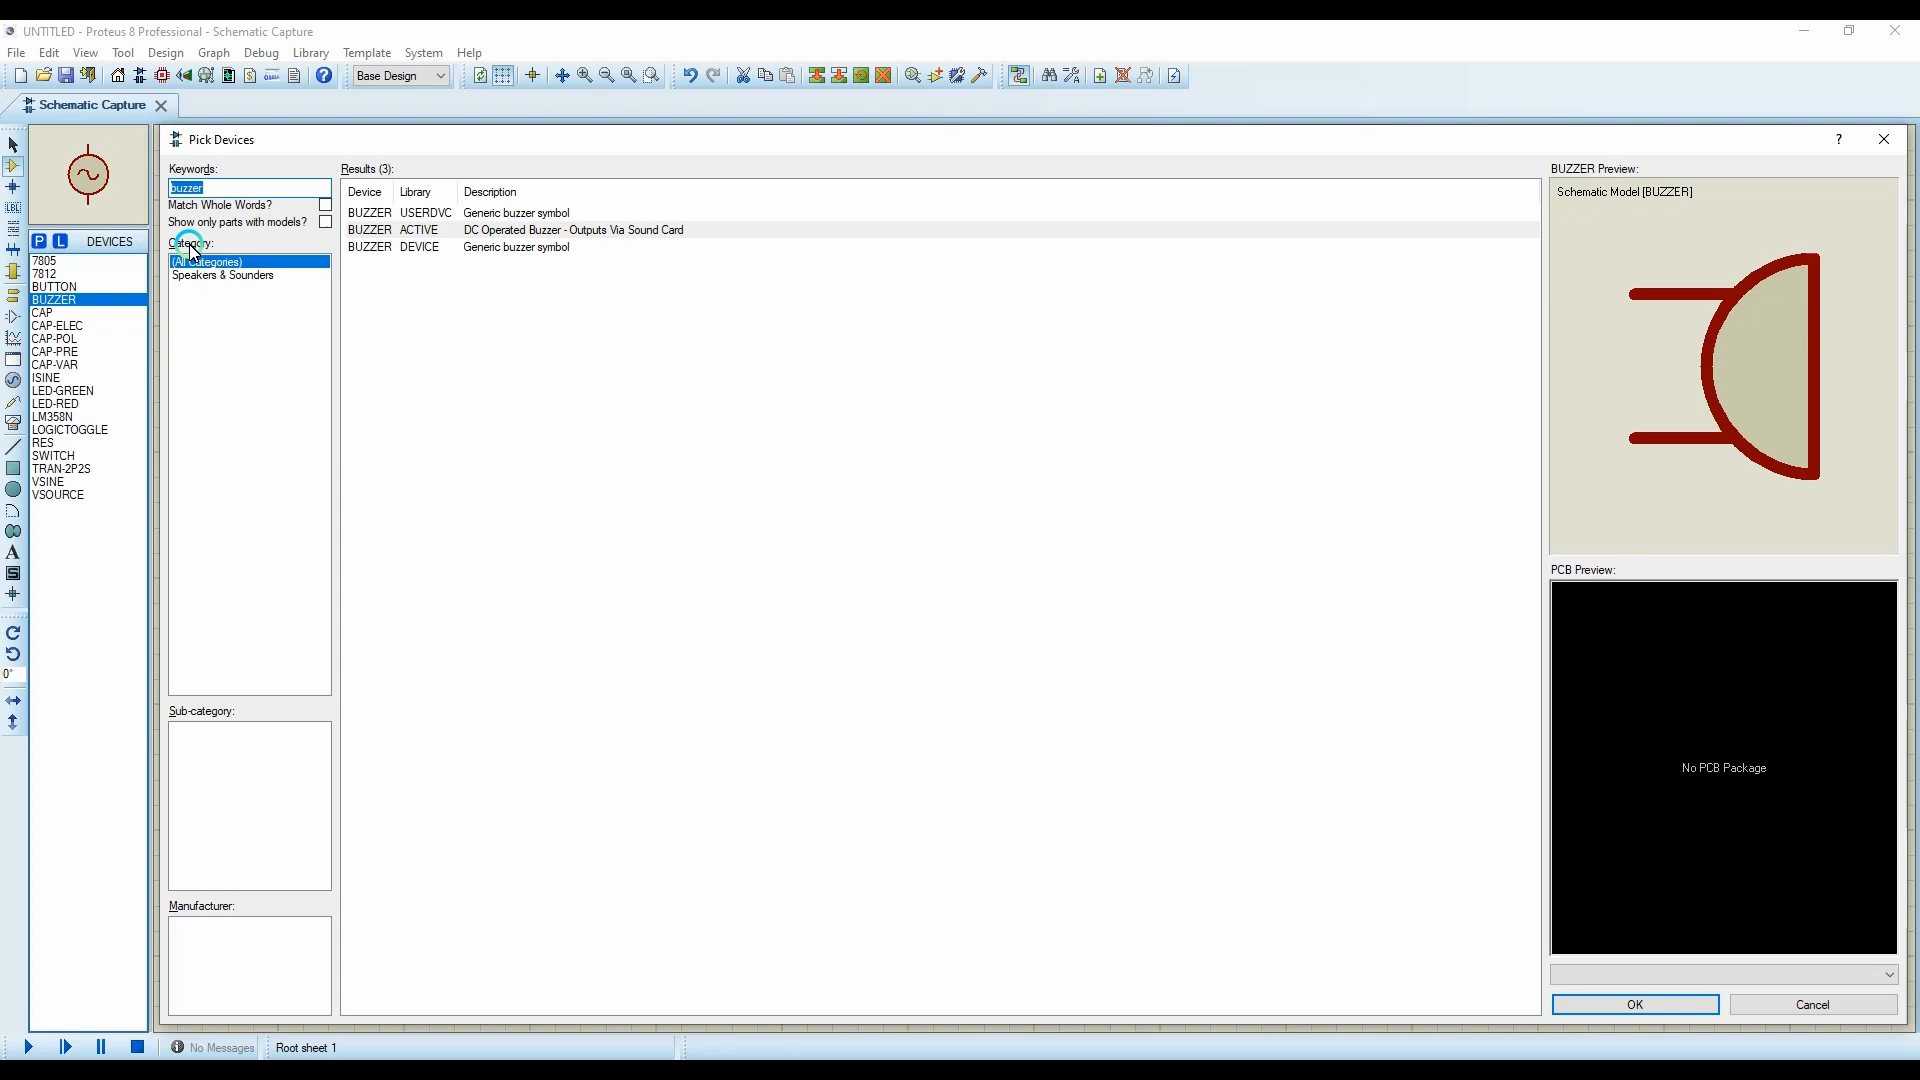 UNTITLED - Proteus 8 Professional - Schematic Capture
File Edit View Tool Design Graph Debug Library Template System Help
Base Design
Schematic Capture
Pick Devices
Keywords:
buzzer
Match Whole Words?
Show only parts with models?
Category:
(All Categories)
Speakers & Sounders
Sub-category:
Manufacturer:
Results (3):
Device Library Description
BUZZER USERDVC Generic buzzer symbol
BUZZER ACTIVE DC Operated Buzzer - Outputs Via Sound Card
BUZZER DEVICE Generic buzzer symbol
BUZZER Preview:
Schematic Model [BUZZER]
PCB Preview:
No PCB Package
OK
Cancel
P L DEVICES
7805
7812
BUTTON
BUZZER
CAP
CAP-ELEC
CAP-POL
CAP-PRE
CAP-VAR
ISINE
LED-GREEN
LED-RED
LM358N
LOGICTOGGLE
RES
SWITCH
TRAN-2P2S
VSINE
VSOURCE
LBL
A
S
0°
No Messages
Root sheet 1